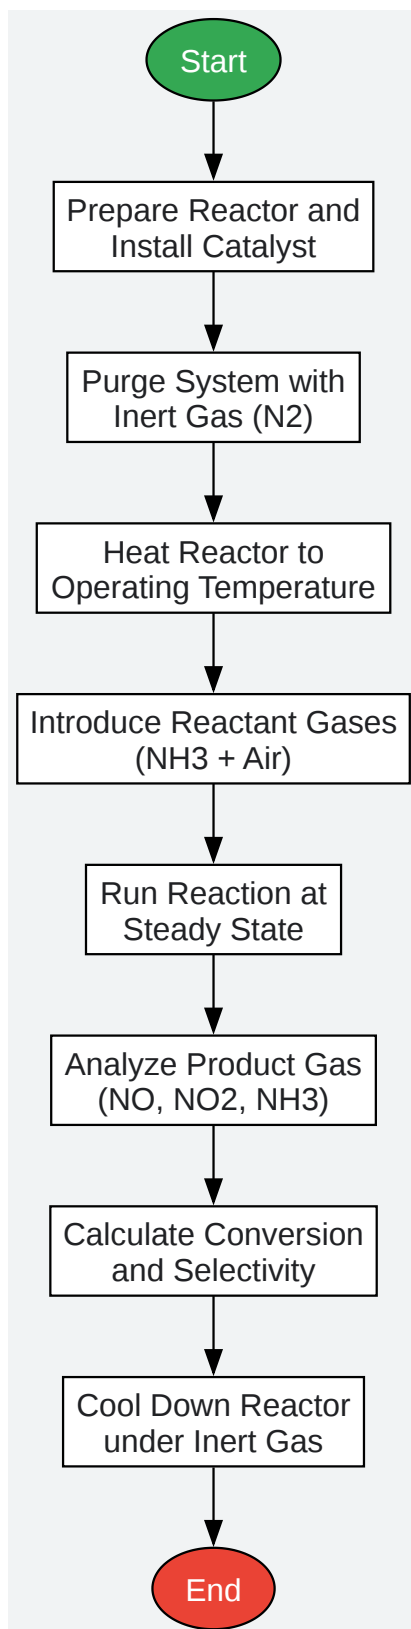 Start
Prepare Reactor and
Install Catalyst
Purge System with
Inert Gas (N2)
Heat Reactor to
Operating Temperature
Introduce Reactant Gases
(NH3 + Air)
Run Reaction at
Steady State
Analyze Product Gas
(NO, NO2, NH3)
Calculate Conversion
and Selectivity
Cool Down Reactor
under Inert Gas
End